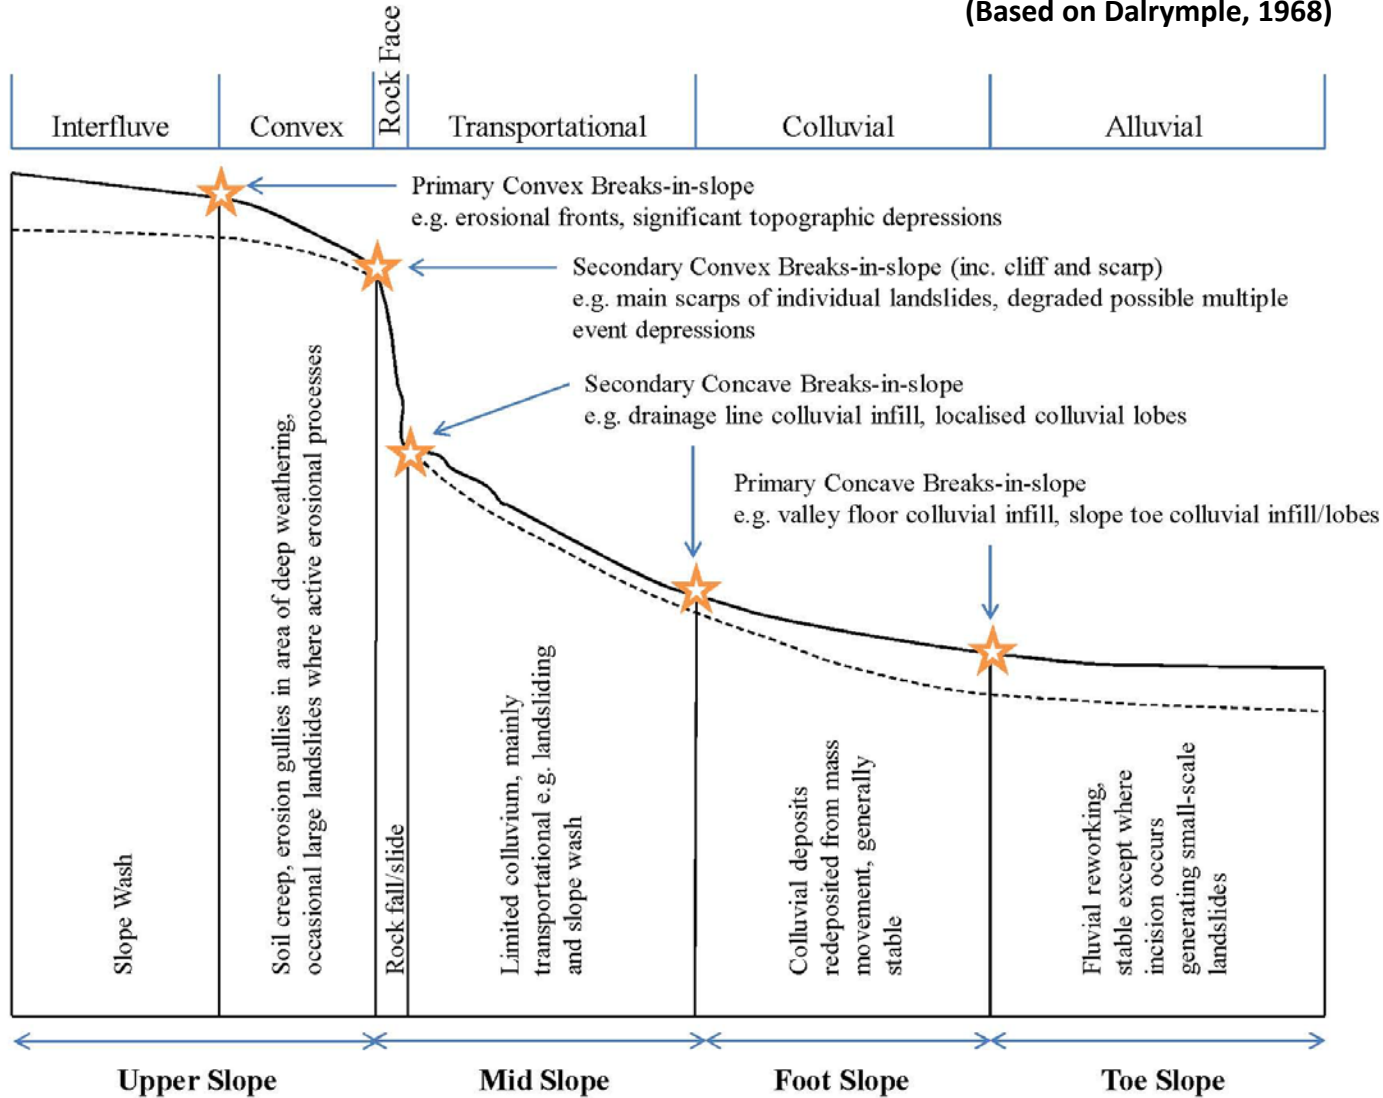 (Based on Dalrymple, 1968)
Interfluve
Convex
Rock Face
Transportational
Colluvial
Alluvial
Primary Convex Breaks-in-slope
e.g. erosional fronts, significant topographic depressions
Secondary Convex Breaks-in-slope (inc. cliff and scarp)
e.g. main scarps of individual landslides, degraded possible multiple
event depressions
Secondary Concave Breaks-in-slope
e.g. drainage line colluvial infill, localised colluvial lobes
Primary Concave Breaks-in-slope
e.g. valley floor colluvial infill, slope toe colluvial infill/lobes
Slope Wash
Soil creep, erosion gullies in area of deep weathering,
occasional large landslides where active erosional processes
Rock fall/slide
Limited colluvium, mainly
transportational e.g. landsliding
and slope wash
Colluvial deposits
redeposited from mass
movement, generally
stable
Fluvial reworking,
stable except where
incision occurs
generating small-scale
landslides
Upper Slope
Mid Slope
Foot Slope
Toe Slope